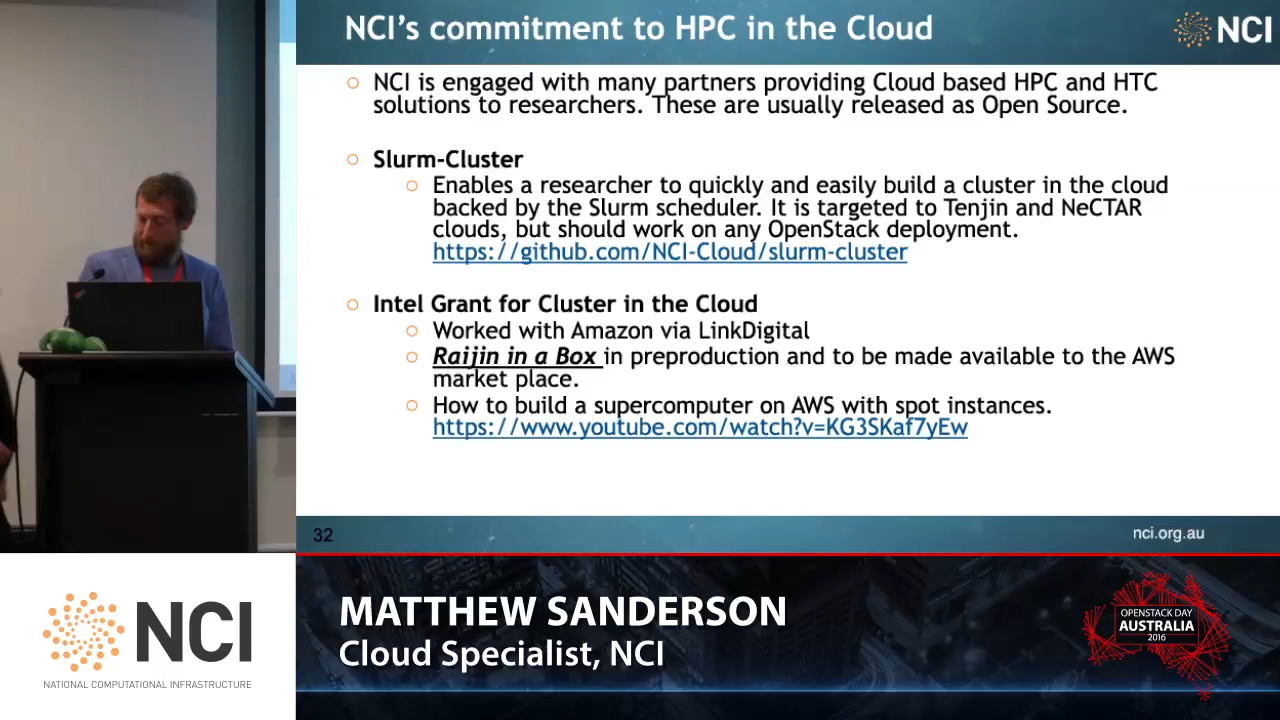 NCI's commitment to HPC in the Cloud
NCI
NCI is engaged with many partners providing Cloud based HPC and HTC
solutions to researchers. These are usually released as Open Source.
Slurm-Cluster
Enables a researcher to quickly and easily build a cluster in the cloud
backed by the Slurm scheduler. It is targeted to Tenjin and NeCTAR
clouds, but should work on any OpenStack deployment.
https://github.com/NCI-Cloud/slurm-cluster
Intel Grant for Cluster in the Cloud
Worked with Amazon via LinkDigital
Raijin in a Box in preproduction and to be made available to the AWS
market place.
How to build a supercomputer on AWS with spot instances.
https://www.youtube.com/watch?v=KG3SKaf7yEw
32
nci.org.au
NCI
NATIONAL COMPUTATIONAL INFRASTRUCTURE
MATTHEW SANDERSON
Cloud Specialist, NCI
OPENSTACK DAY
AUSTRALIA
2016